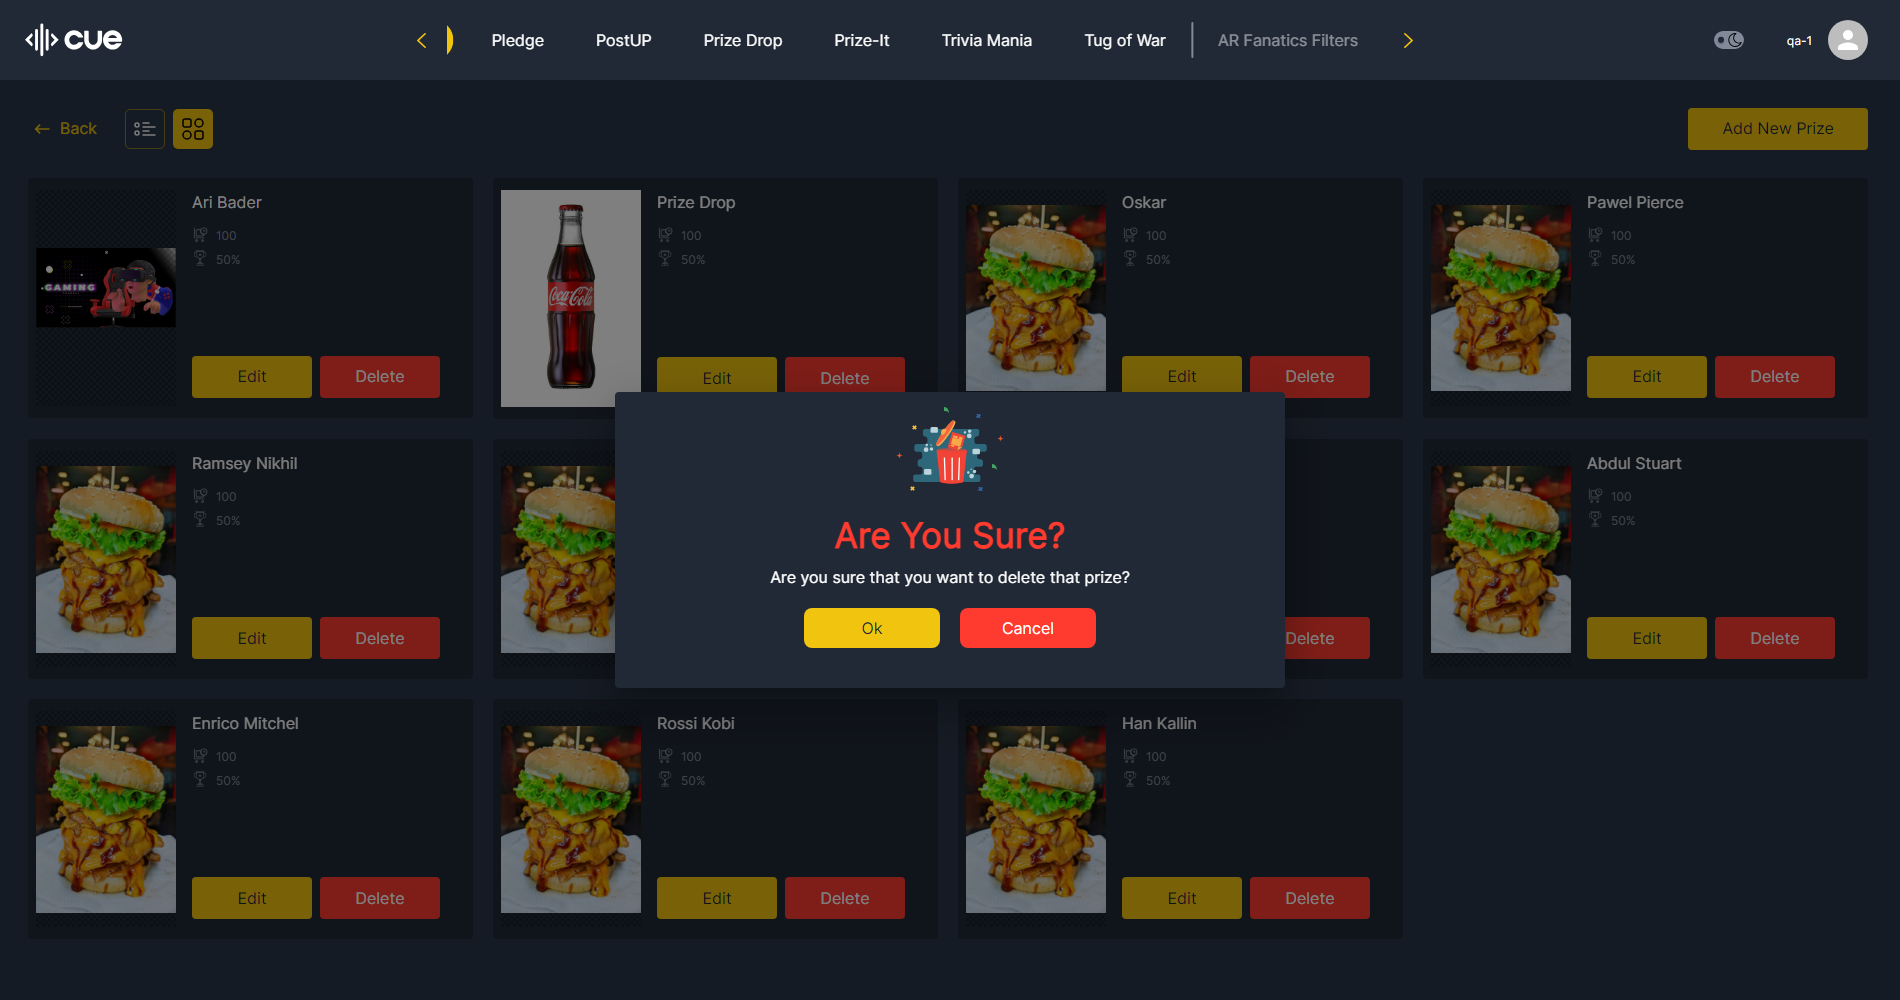 cue
Pledge
PostUP
Prize Drop
Prize-It
Trivia Mania
Tug of War
AR Fanatics Filters
qa-1
Back
Add New Prize
Ari Bader
100
50%
GAMING
Edit
Delete
Prize Drop
100
50%
Coca-Cola
Edit
Delete
Oskar
100
50%
Edit
Delete
Pawel Pierce
100
50%
Edit
Delete
Are You Sure?
Are you sure that you want to delete that prize?
Ok
Cancel
Ramsey Nikhil
100
50%
Edit
Delete
Delete
Abdul Stuart
100
50%
Edit
Delete
Enrico Mitchel
100
50%
Edit
Delete
Rossi Kobi
100
50%
Edit
Delete
Han Kallin
100
50%
Edit
Delete